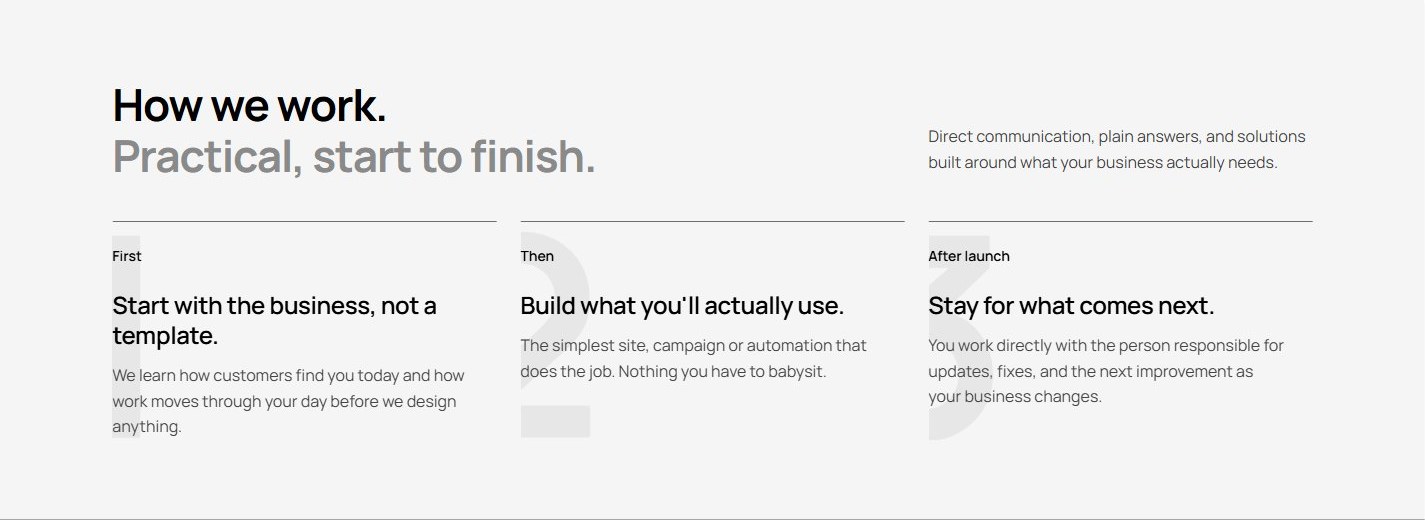 How we work.
Practical, start to finish.
Direct communication, plain answers, and solutions
built around what your business actually needs.
1
First
Start with the business, not a
template.
We learn how customers find you today and how
work moves through your day before we design
anything.
2
Then
Build what you'll actually use.
The simplest site, campaign or automation that
does the job. Nothing you have to babysit.
3
After launch
Stay for what comes next.
You work directly with the person responsible for
updates, fixes, and the next improvement as
your business changes.